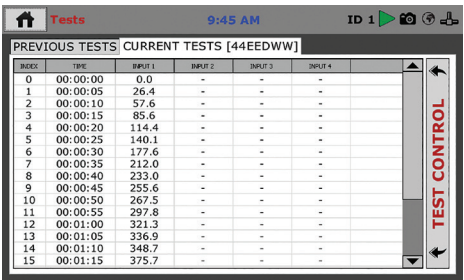 Tests 9:45 AM ID 1
PREVIOUS TESTS CURRENT TESTS [44EEDWW]
INDEX TIME INPUT 1 INPUT 2 INPUT 3 INPUT 4
0 00:00:00 0.0 - - -
1 00:00:05 26.4 - - -
2 00:00:10 57.6 - - -
3 00:00:15 85.6 - - -
4 00:00:20 114.4 - - -
5 00:00:25 140.1 - - -
6 00:00:30 177.6 - - -
7 00:00:35 212.0 - - -
8 00:00:40 233.0 - - -
9 00:00:45 255.6 - - -
10 00:00:50 267.5 - - -
11 00:00:55 297.8 - - -
12 00:01:00 321.3 - - -
13 00:01:05 336.9 - - -
14 00:01:10 348.7 - - -
15 00:01:15 375.7 - - -
TEST CONTROL